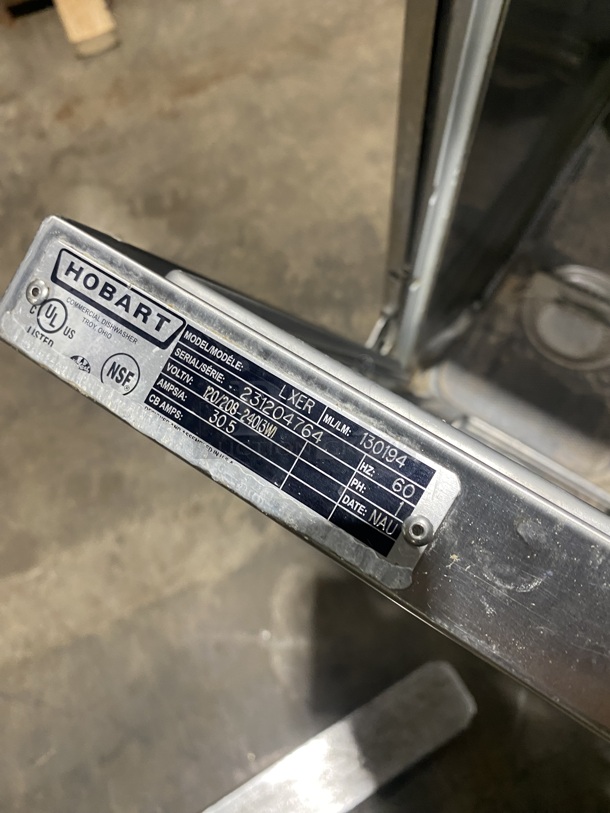 HOBART
COMMERCIAL DISHWASHER
TROY, OHIO
C UL US
LISTED
NSF
MODEL/MODÈLE: LXER ML/LM: 130194
SERIAL/SÉRIE: 231204764 HZ: 60
VOLT/V: 120/208-240(3W) PH: 1
AMPS/A: 30.5 DATE: NAU
CB AMPS: